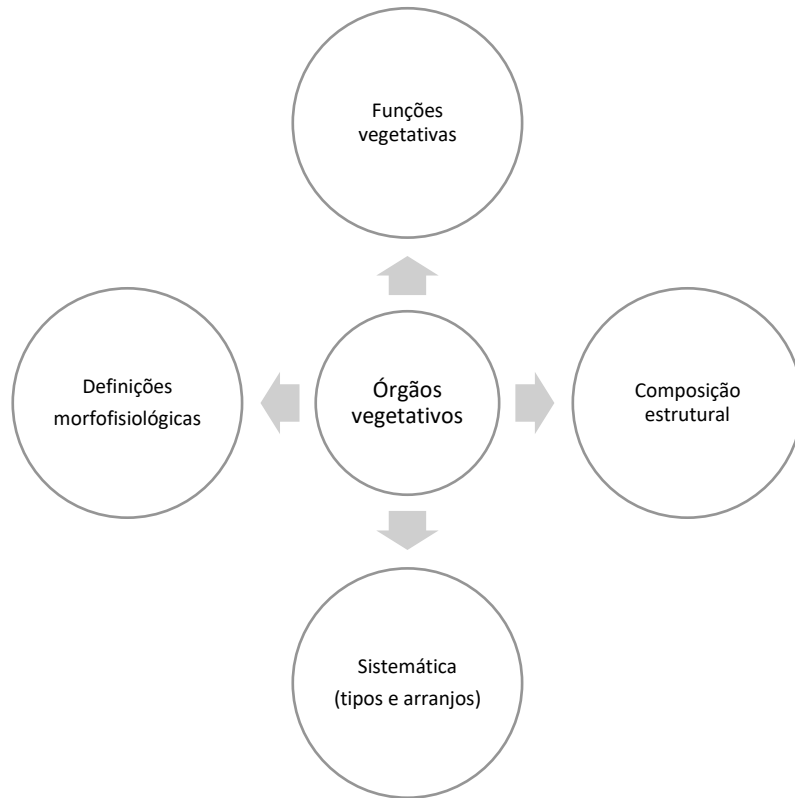 Funções
vegetativas
Definições
morfofisiológicas
Órgãos
vegetativos
Composição
estrutural
Sistemática
(tipos e arranjos)